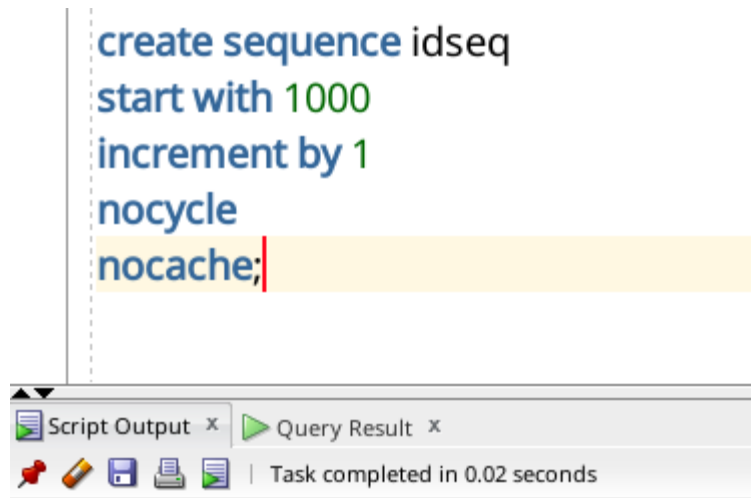 create sequence idseq
start with 1000
increment by 1
nocycle
nocache;
Script Output x Query Result x
Task completed in 0.02 seconds